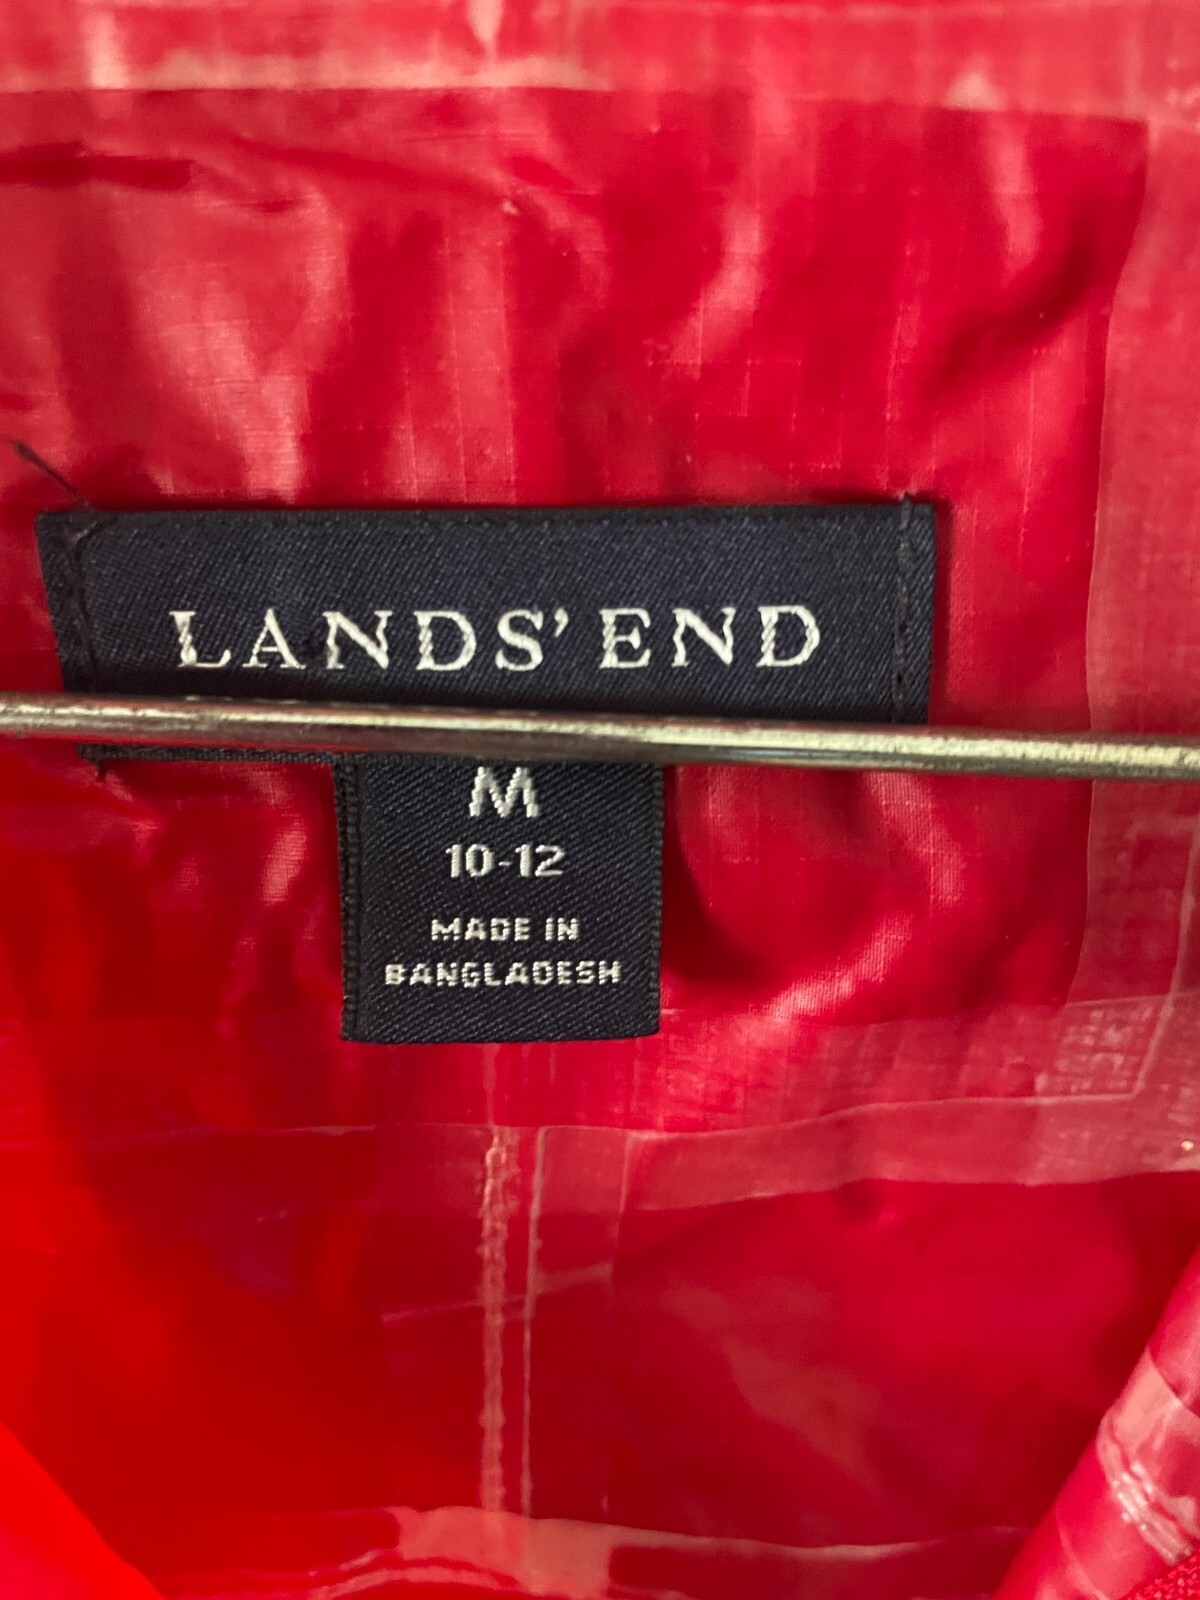 LANDS' END
M
10-12
MADE IN
BANGLADESH